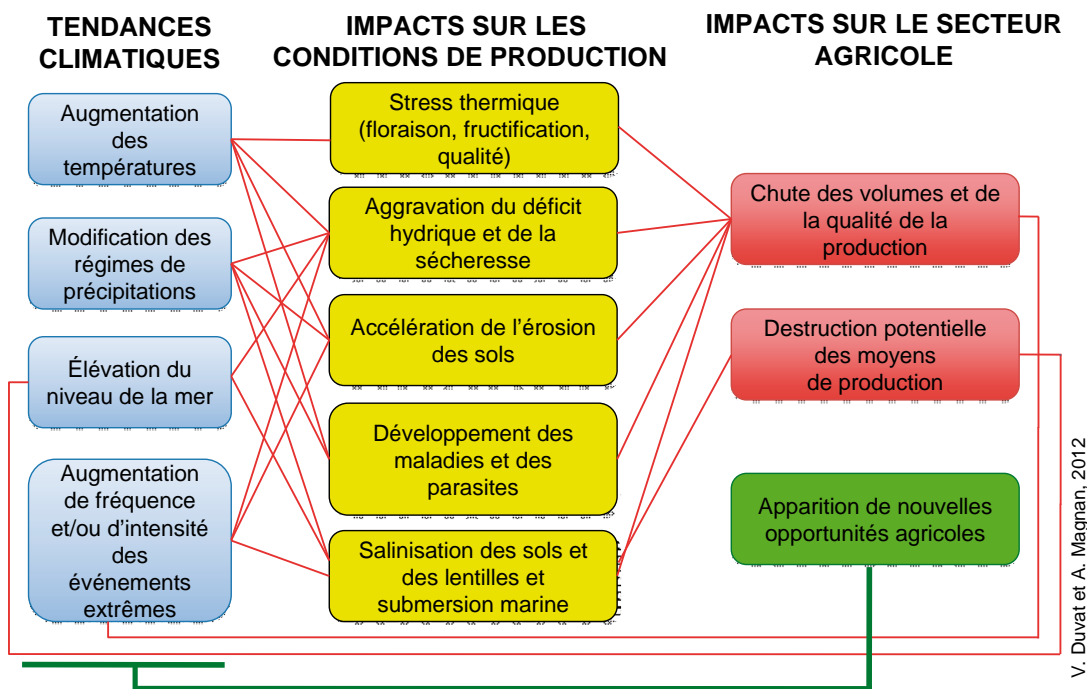 TENDANCES
CLIMATIQUES
IMPACTS SUR LES
CONDITIONS DE PRODUCTION
IMPACTS SUR LE SECTEUR
AGRICOLE
Augmentation
des
températures
Modification des
régimes de
précipitations
Élévation du
niveau de la mer
Augmentation
de fréquence
et/ou d’intensité
des
événements
extrêmes
Stress thermique
(floraison, fructification,
qualité)
Aggravation du déficit
hydrique et de la
sécheresse
Accélération de l’érosion
des sols
Développement des
maladies et des
parasites
Salinisation des sols et
des lentilles et
submersion marine
Chute des volumes et de
la qualité de la
production
Destruction potentielle
des moyens
de production
Apparition de nouvelles
opportunités agricoles
V. Duvat et A. Magnan, 2012